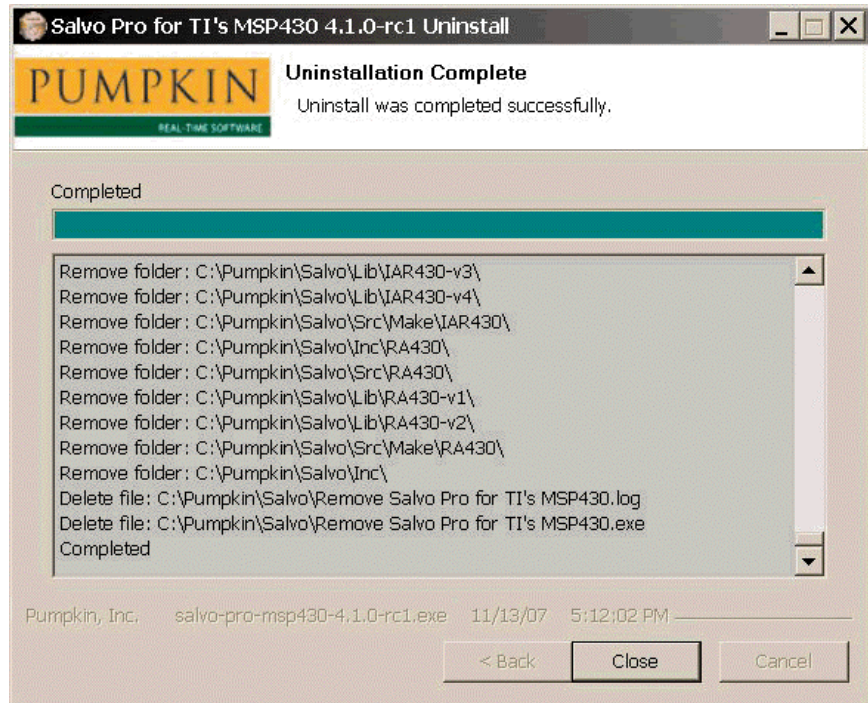 Salvo Pro for TI's MSP430 4.1.0-rc1 Uninstall
PUMPKIN
REAL-TIME SOFTWARE
Uninstallation Complete
Uninstall was completed successfully.
Completed
Remove folder: C:\Pumpkin\Salvo\Lib\IAR430-v3\
Remove folder: C:\Pumpkin\Salvo\Lib\IAR430-v4\
Remove folder: C:\Pumpkin\Salvo\Src\Make\IAR430\
Remove folder: C:\Pumpkin\Salvo\Inc\RA430\
Remove folder: C:\Pumpkin\Salvo\Src\RA430\
Remove folder: C:\Pumpkin\Salvo\Lib\RA430-v1\
Remove folder: C:\Pumpkin\Salvo\Lib\RA430-v2\
Remove folder: C:\Pumpkin\Salvo\Src\Make\RA430\
Remove folder: C:\Pumpkin\Salvo\Inc\
Delete file: C:\Pumpkin\Salvo\Remove Salvo Pro for TI's MSP430.log
Delete file: C:\Pumpkin\Salvo\Remove Salvo Pro for TI's MSP430.exe
Completed
Pumpkin, Inc. salvo-pro-msp430-4.1.0-rc1.exe 11/13/07 5:12:02 PM
< Back Close Cancel